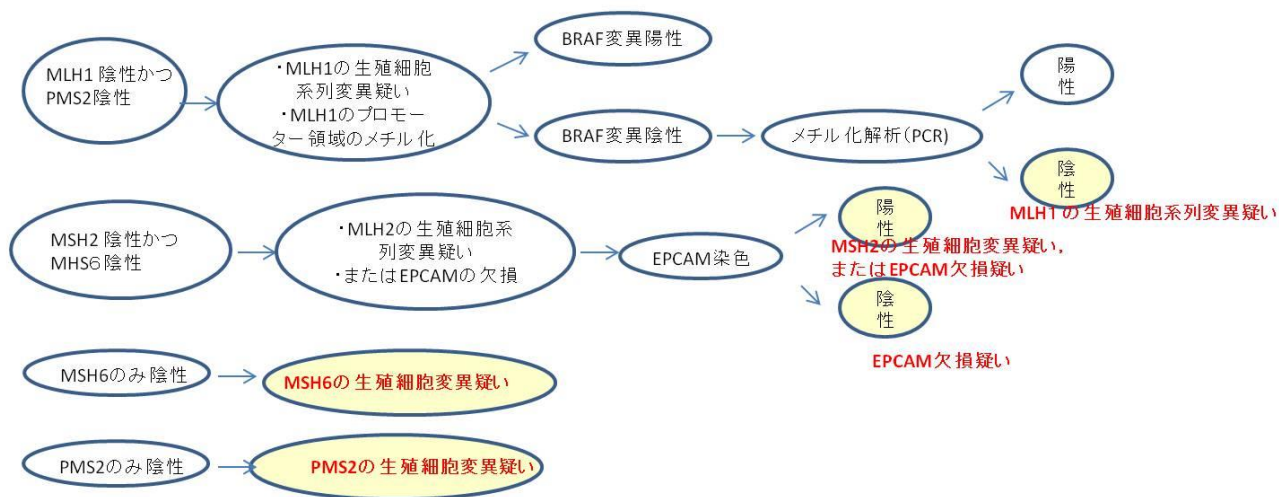 MLH1 陰性かつ
PMS2陰性
・MLH1の生殖細胞
系列変異疑い
・MLH1のプロモー
ター領域のメチル化
BRAF変異陽性
BRAF変異陰性
メチル化解析(PCR)
陽
性
陰
性
MLH1の生殖細胞系列変異疑い
MSH2 陰性かつ
MHS6陰性
・MLH2の生殖細胞系
列変異疑い
・またはEPCAMの欠損
EPCAM染色
陽
性
MSH2の生殖細胞変異疑い,
またはEPCAM欠損疑い
陰
性
EPCAM欠損疑い
MSH6のみ陰性
MSH6の生殖細胞変異疑い
PMS2のみ陰性
PMS2の生殖細胞変異疑い